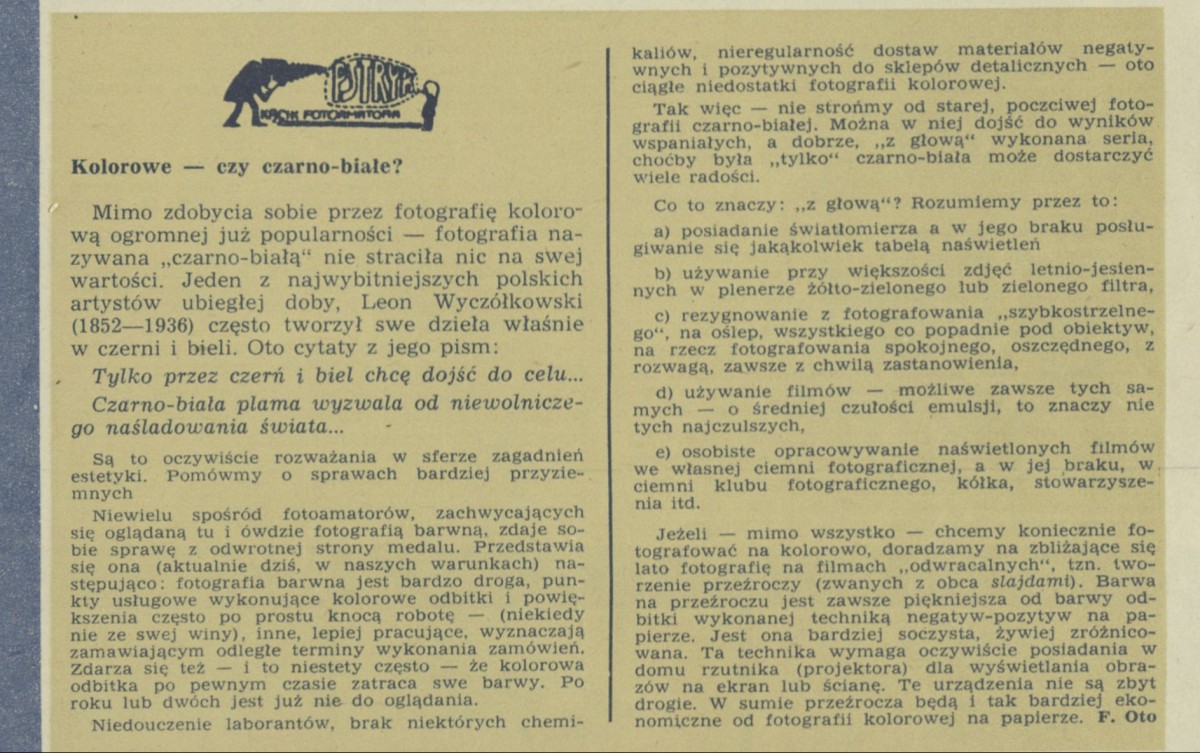 PSTRYK
KĄCIK FOTOAMATORA
Kolorowe — czy czarno-białe?
Mimo zdobycia sobie przez fotografię koloro-
wą ogromnej już popularności — fotografia na-
zywana „czarno-białą“ nie straciła nic na swej
wartości. Jeden z najwybitniejszych polskich
artystów ubiegłej doby, Leon Wyczółkowski
(1852—1936) często tworzył swe dzieła właśnie
w czerni i bieli. Oto cytaty z jego pism:
Tylko przez czerń i biel chcę dojść do celu...
Czarno-biała plama wyzwala od niewolnicze-
go naśladowania świata...
Są to oczywiście rozważania w sferze zagadnień
estetyki. Pomówmy o sprawach bardziej przyzie-
mnych
Niewielu spośród fotoamatorów, zachwycających
się oglądaną tu i ówdzie fotografią barwną, zdaje so-
bie sprawę z odwrotnej strony medalu. Przedstawia
się ona (aktualnie dziś, w naszych warunkach) na-
stępująco: fotografia barwna jest bardzo droga, pun-
kty usługowe wykonujące kolorowe odbitki i powię-
kszenia często po prostu knocą robotę — (niekiedy
nie ze swej winy), inne, lepiej pracujące, wyznaczają
zamawiającym odległe terminy wykonania zamówień.
Zdarza się też — i to niestety często — że kolorowa
odbitka po pewnym czasie zatraca swe barwy. Po
roku lub dwóch jest już nie do oglądania.
Niedouczenie laborantów, brak niektórych chemi-
kaliów, nieregularność dostaw materiałów negaty-
wnych i pozytywnych do sklepów detalicznych — oto
ciągłe niedostatki fotografii kolorowej.
Tak więc — nie strońmy od starej, poczciwej foto-
grafii czarno-białej. Można w niej dojść do wyników
wspaniałych, a dobrze, „z głową“ wykonana seria,
choćby była „tylko“ czarno-biała może dostarczyć
wiele radości.
Co to znaczy: „z głową“? Rozumiemy przez to:
a) posiadanie światłomierza a w jego braku posłu-
giwanie się jakąkolwiek tabelą naświetleń
b) używanie przy większości zdjęć letnio-jesien-
nych w plenerze żółto-zielonego lub zielonego filtra,
c) rezygnowanie z fotografowania „szybkostrzelne-
go“, na oślep, wszystkiego co popadnie pod obiektyw,
na rzecz fotografowania spokojnego, oszczędnego, z
rozwagą, zawsze z chwilą zastanowienia,
d) używanie filmów — możliwe zawsze tych sa-
mych — o średniej czułości emulsji, to znaczy nie
tych najczulszych,
e) osobiste opracowywanie naświetlonych filmów
we własnej ciemni fotograficznej, a w jej braku, w
ciemni klubu fotograficznego, kółka, stowarzysze-
nia itd.
Jeżeli — mimo wszystko — chcemy koniecznie fo-
tografować na kolorowo, doradzamy na zbliżające się
lato fotografię na filmach „odwracalnych“, tzn. two-
rzenie przeźroczy (zwanych z obca slajdami). Barwa
na przeźroczu jest zawsze piękniejsza od barwy od-
bitki wykonanej techniką negatyw-pozytyw na pa-
pierze. Jest ona bardziej soczysta, żywiej zróżnico-
wana. Ta technika wymaga oczywiście posiadania w
domu rzutnika (projektora) dla wyświetlania obra-
zów na ekran lub ścianę. Te urządzenia nie są zbyt
drogie. W sumie przeźrocza będą i tak bardziej eko-
nomiczne od fotografii kolorowej na papierze. F. Oto